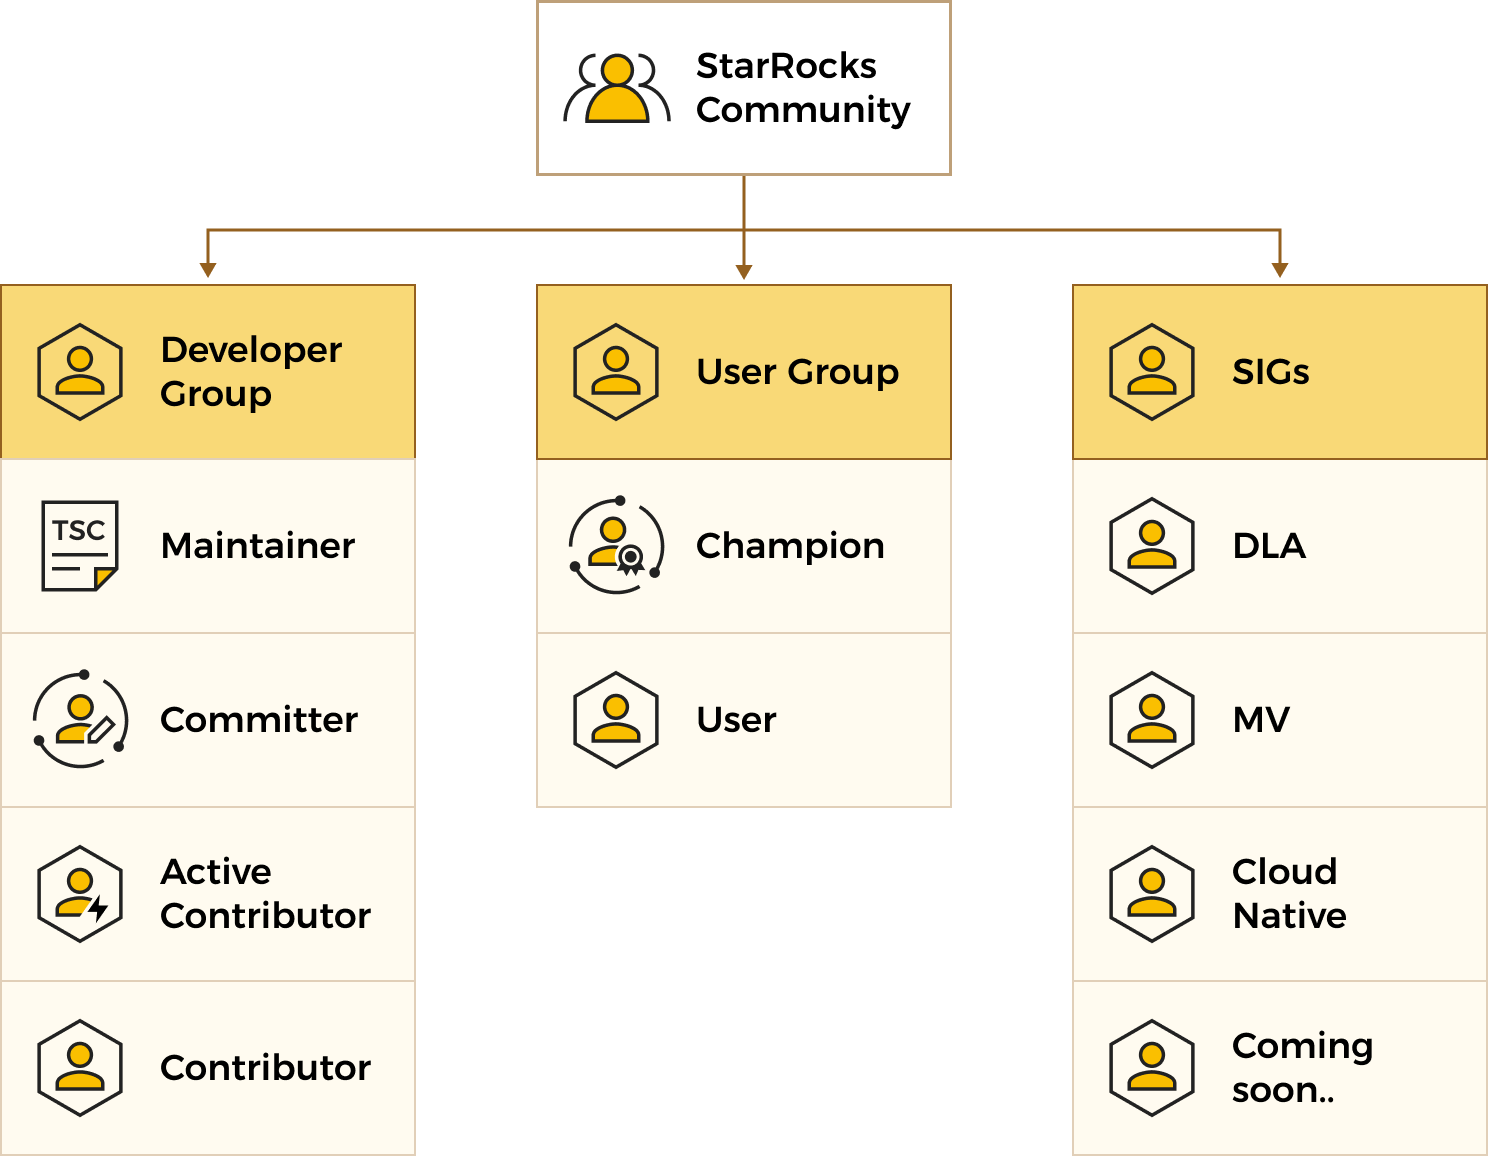 StarRocks
Community
Developer
Group
TSC
Maintainer
Committer
Active
Contributor
Contributor
User Group
Champion
User
SIGs
DLA
MV
Cloud
Native
Coming
soon..